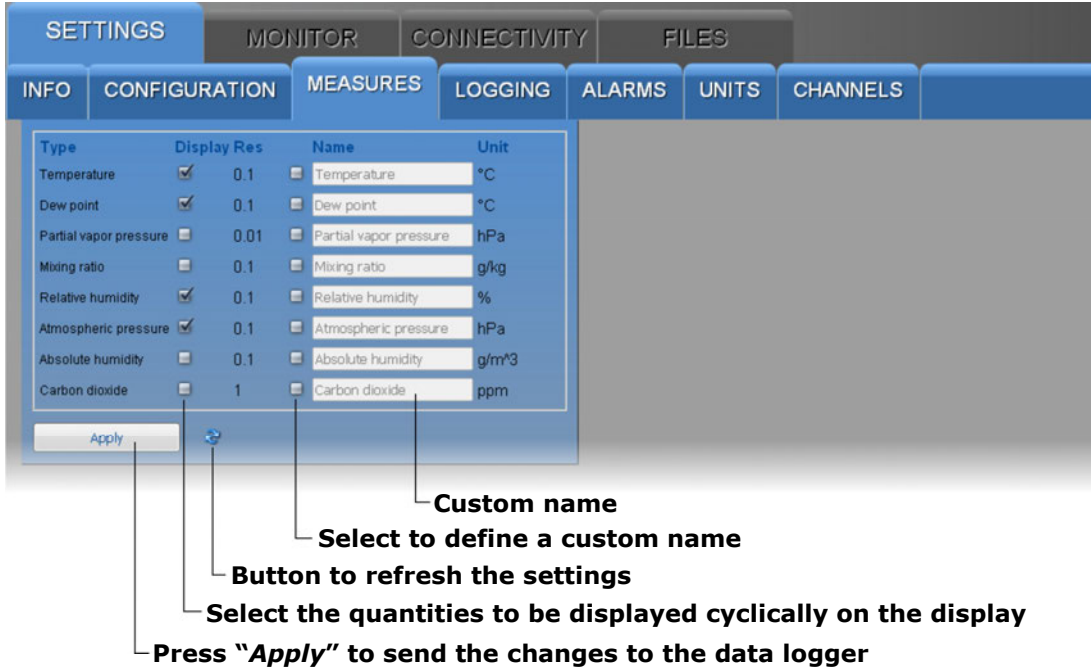 SETTINGS MONITOR CONNECTIVITY FILES
INFO CONFIGURATION MEASURES LOGGING ALARMS UNITS CHANNELS
Type Display Res Name Unit
Temperature 0.1 Temperature °C
Dew point 0.1 Dew point °C
Partial vapor pressure 0.01 Partial vapor pressure hPa
Mixing ratio 0.1 Mixing ratio g/kg
Relative humidity 0.1 Relative humidity %
Atmospheric pressure 0.1 Atmospheric pressure hPa
Absolute humidity 0.1 Absolute humidity g/m^3
Carbon dioxide 1 Carbon dioxide ppm
Apply
Custom name
Select to define a custom name
Button to refresh the settings
Select the quantities to be displayed cyclically on the display
Press “Apply” to send the changes to the data logger